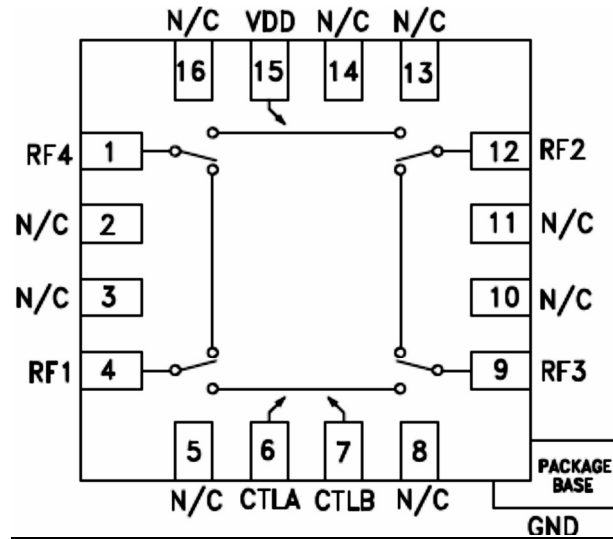 N/C VDD N/C N/C
16 15 14 13
RF4 1 12 RF2
N/C 2 11 N/C
N/C 3 10 N/C
RF1 4 9 RF3
5 6 7 8
N/C CTLA CTLB N/C
PACKAGE
BASE
GND